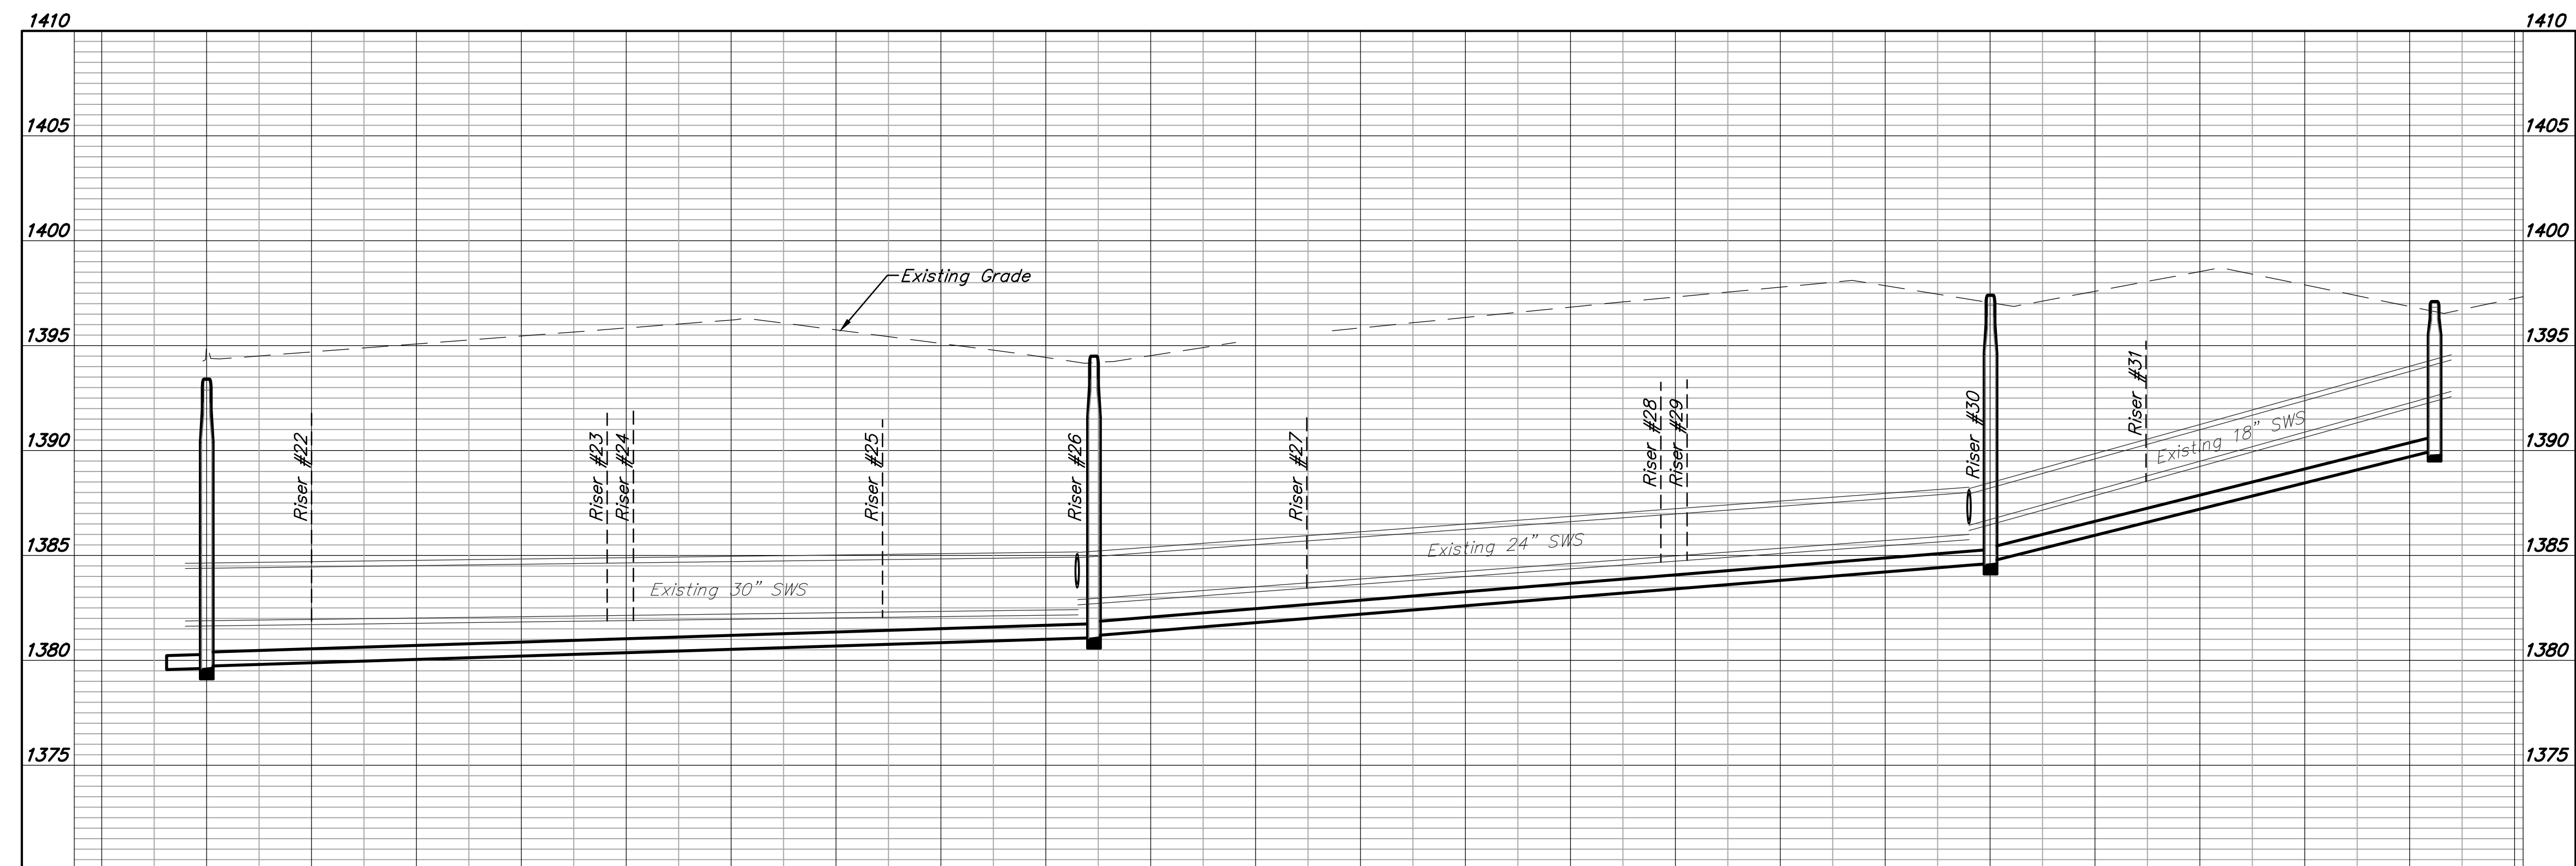 1410
1410
1405
1405
1400
1400
Existing Grade
1395
1395
Riser #22
Riser #23
Riser #24
Riser #25
Riser #26
Riser #27
Riser #28
Riser #29
Riser #30
Riser #31
1390
1390
Existing 18" SWS
1385
1385
Existing 24" SWS
Existing 30" SWS
1380
1380
1375
1375